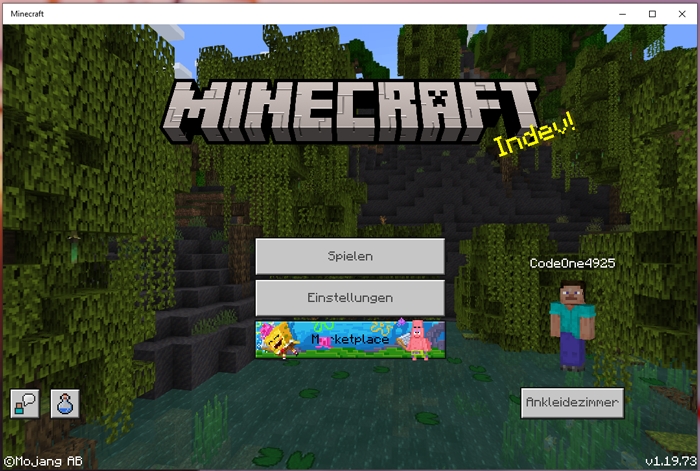 Minecraft
MINECRAFT
Indev!
Spielen
Einstellungen
Marketplace
CodeOne4925
Ankleidezimmer
©Mojang AB
v1.19.73